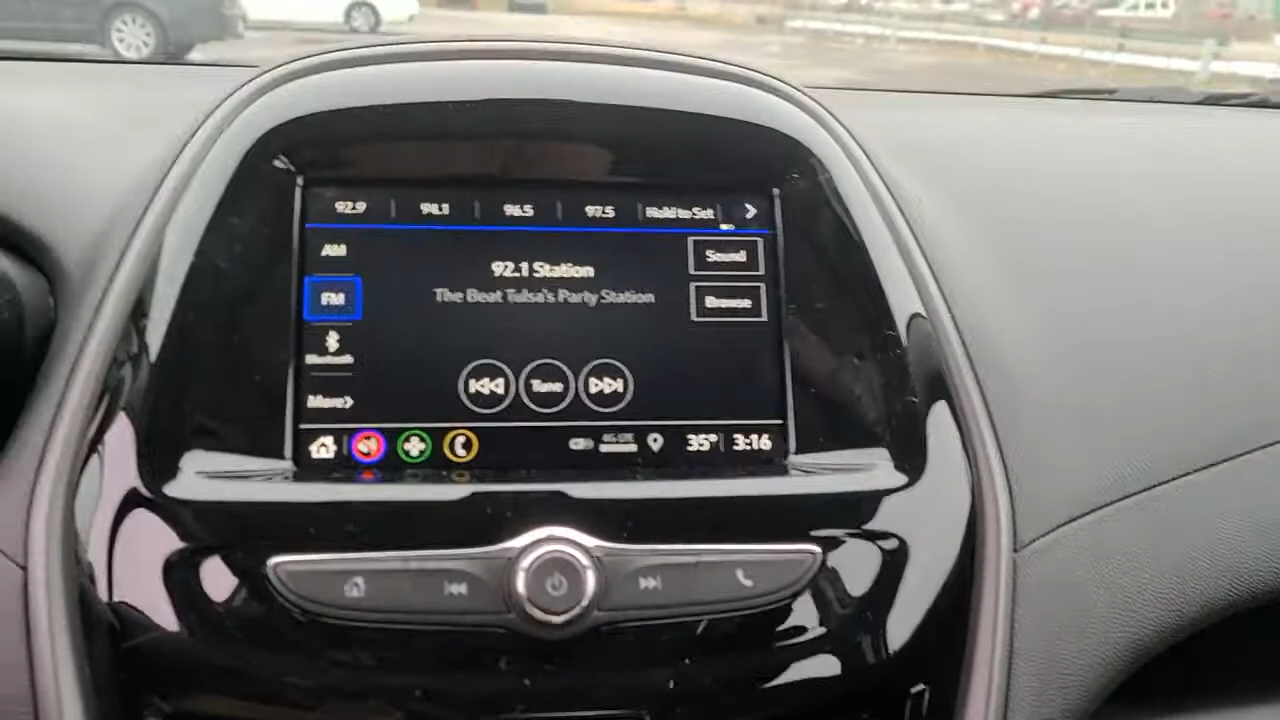 92.9 94.1 96.5 97.5 Hold to Set
AM
Sound
92.1 Station
FM
The Beat Tulsa's Party Station
Browse
Bluetooth
Tune
More
4G LTE
35° 3:16